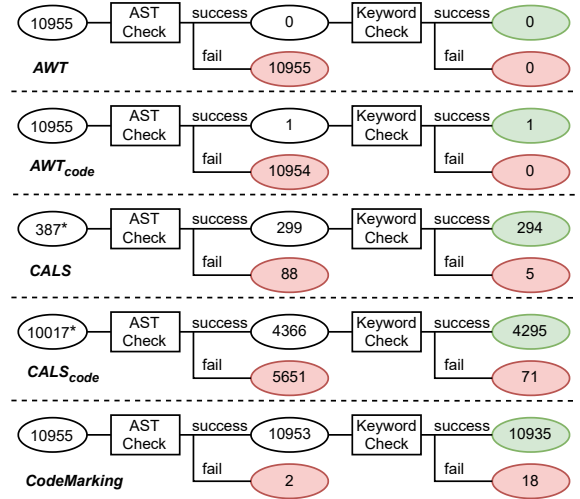 10955 AST Check success 0 Keyword Check success 0
AWT fail 10955 fail 0
10955 AST Check success 1 Keyword Check success 1
AWT_code fail 10954 fail 0
387* AST Check success 299 Keyword Check success 294
CALS fail 88 fail 5
10017* AST Check success 4366 Keyword Check success 4295
CALS_code fail 5651 fail 71
10955 AST Check success 10953 Keyword Check success 10935
CodeMarking fail 2 fail 18